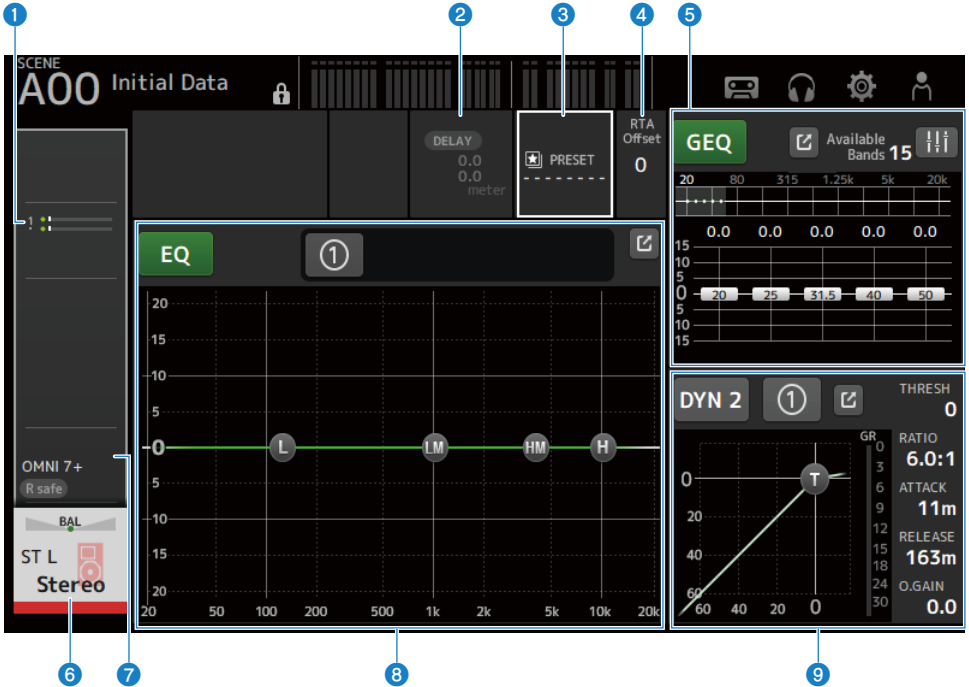 1
2
3
4
5
SCENE
A00 Initial Data
DELAY
0.0
0.0
meter
PRESET
--------
RTA
Offset
0
GEQ
Available
Bands 15
20 80 315 1.25k 5k 20k
0.0 0.0 0.0 0.0 0.0
15
10
5
0
5
10
15
20 25 31.5 40 50
!
EQ
1
20
15
10
5
0
5
10
15
20
L LM HM H
20 50 100 200 500 1k 2k 5k 10k 20k
OMNI 7+
R safe
BAL
ST L
Stereo
DYN 2
1
THRESH
0
RATIO
6.0:1
ATTACK
11m
RELEASE
163m
O.GAIN
0.0
GR
0
3
6
9
12
15
18
24
30
T
0
20
40
60
60 40 20 0
6
7
8
9